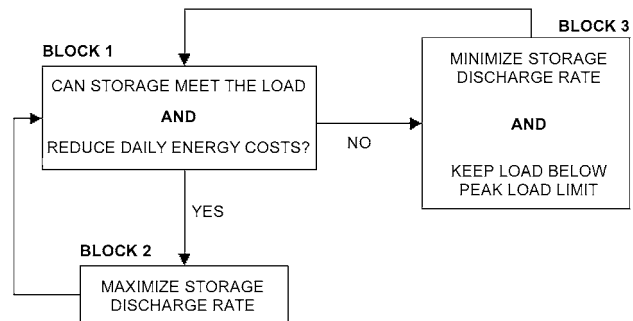 BLOCK 1
CAN STORAGE MEET THE LOAD
AND
REDUCE DAILY ENERGY COSTS?
NO
YES
BLOCK 2
MAXIMIZE STORAGE
DISCHARGE RATE
BLOCK 3
MINIMIZE STORAGE
DISCHARGE RATE
AND
KEEP LOAD BELOW
PEAK LOAD LIMIT